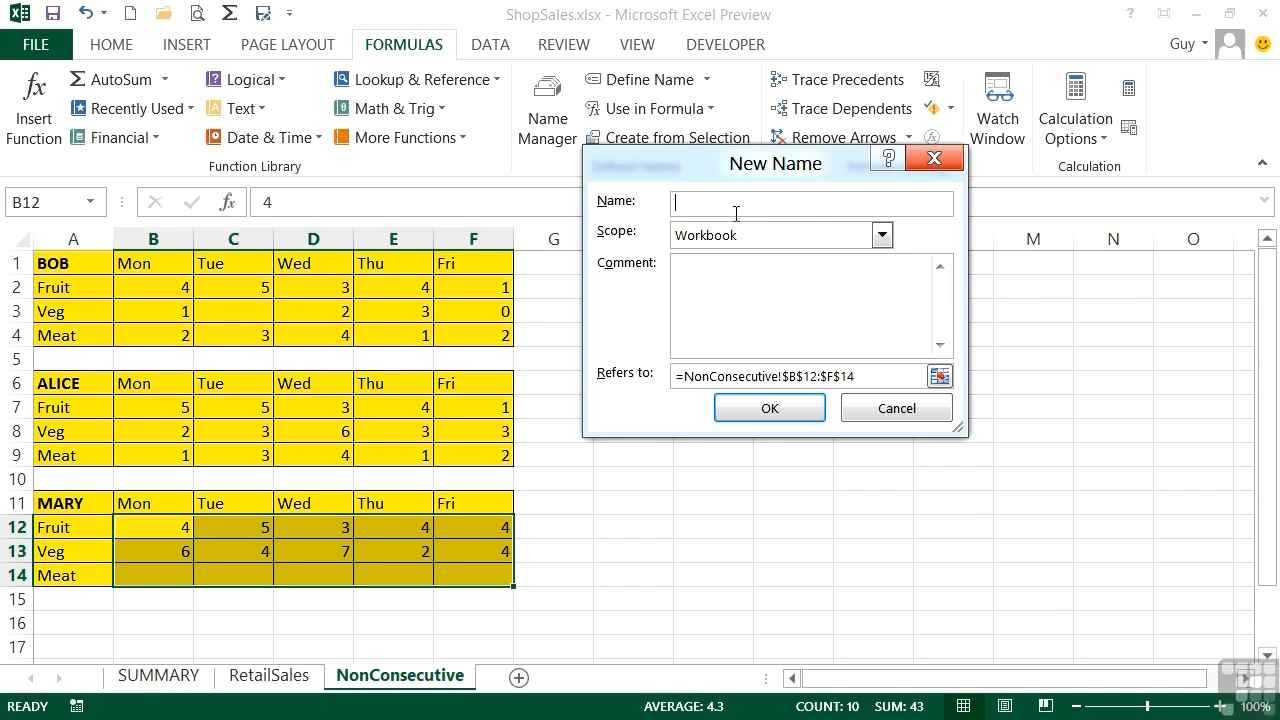 ShopSales.xlsx - Microsoft Excel Preview
FILE HOME INSERT PAGE LAYOUT FORMULAS DATA REVIEW VIEW DEVELOPER Guy
fx Insert Function
Σ AutoSum
Recently Used
Financial
Logical
Text
Date & Time
Lookup & Reference
Math & Trig
More Functions
Function Library
Name Manager
Define Name
Use in Formula
Create from Selection
Defined Names
Trace Precedents
Trace Dependents
Remove Arrows
Watch Window
Calculation Options
Calculation
B12 fx 4
A B C D E F G M N O
1 BOB Mon Tue Wed Thu Fri
2 Fruit 4 5 3 4 1
3 Veg 1 2 3 0
4 Meat 2 3 4 1 2
5
6 ALICE Mon Tue Wed Thu Fri
7 Fruit 5 5 3 4 1
8 Veg 2 3 6 3 3
9 Meat 1 3 4 1 2
10
11 MARY Mon Tue Wed Thu Fri
12 Fruit 4 5 3 4 4
13 Veg 6 4 7 2 4
14 Meat
15
16
17
New Name
Name:
Scope: Workbook
Comment:
Refers to: =NonConsecutive!$B$12:$F$14
OK Cancel
SUMMARY RetailSales NonConsecutive
READY AVERAGE: 4.3 COUNT: 10 SUM: 43 100%